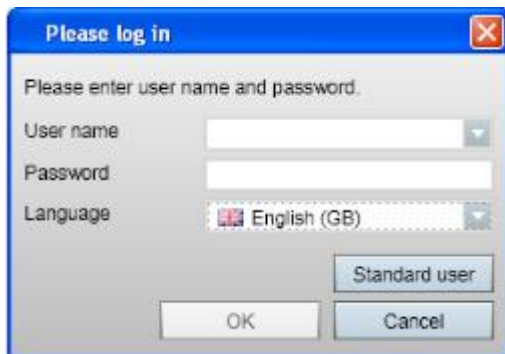 Please log in
Please enter user name and password.
User name
Password
Language English (GB)
Standard user
OK Cancel